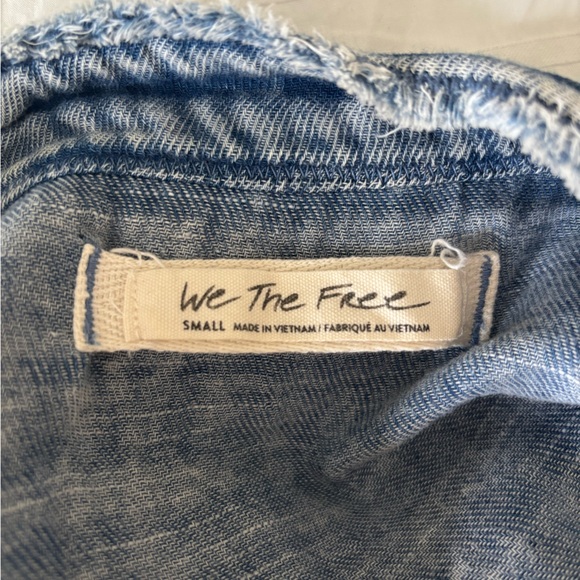 We The Free
SMALL MADE IN VIETNAM / FABRIQUÉ AU VIETNAM